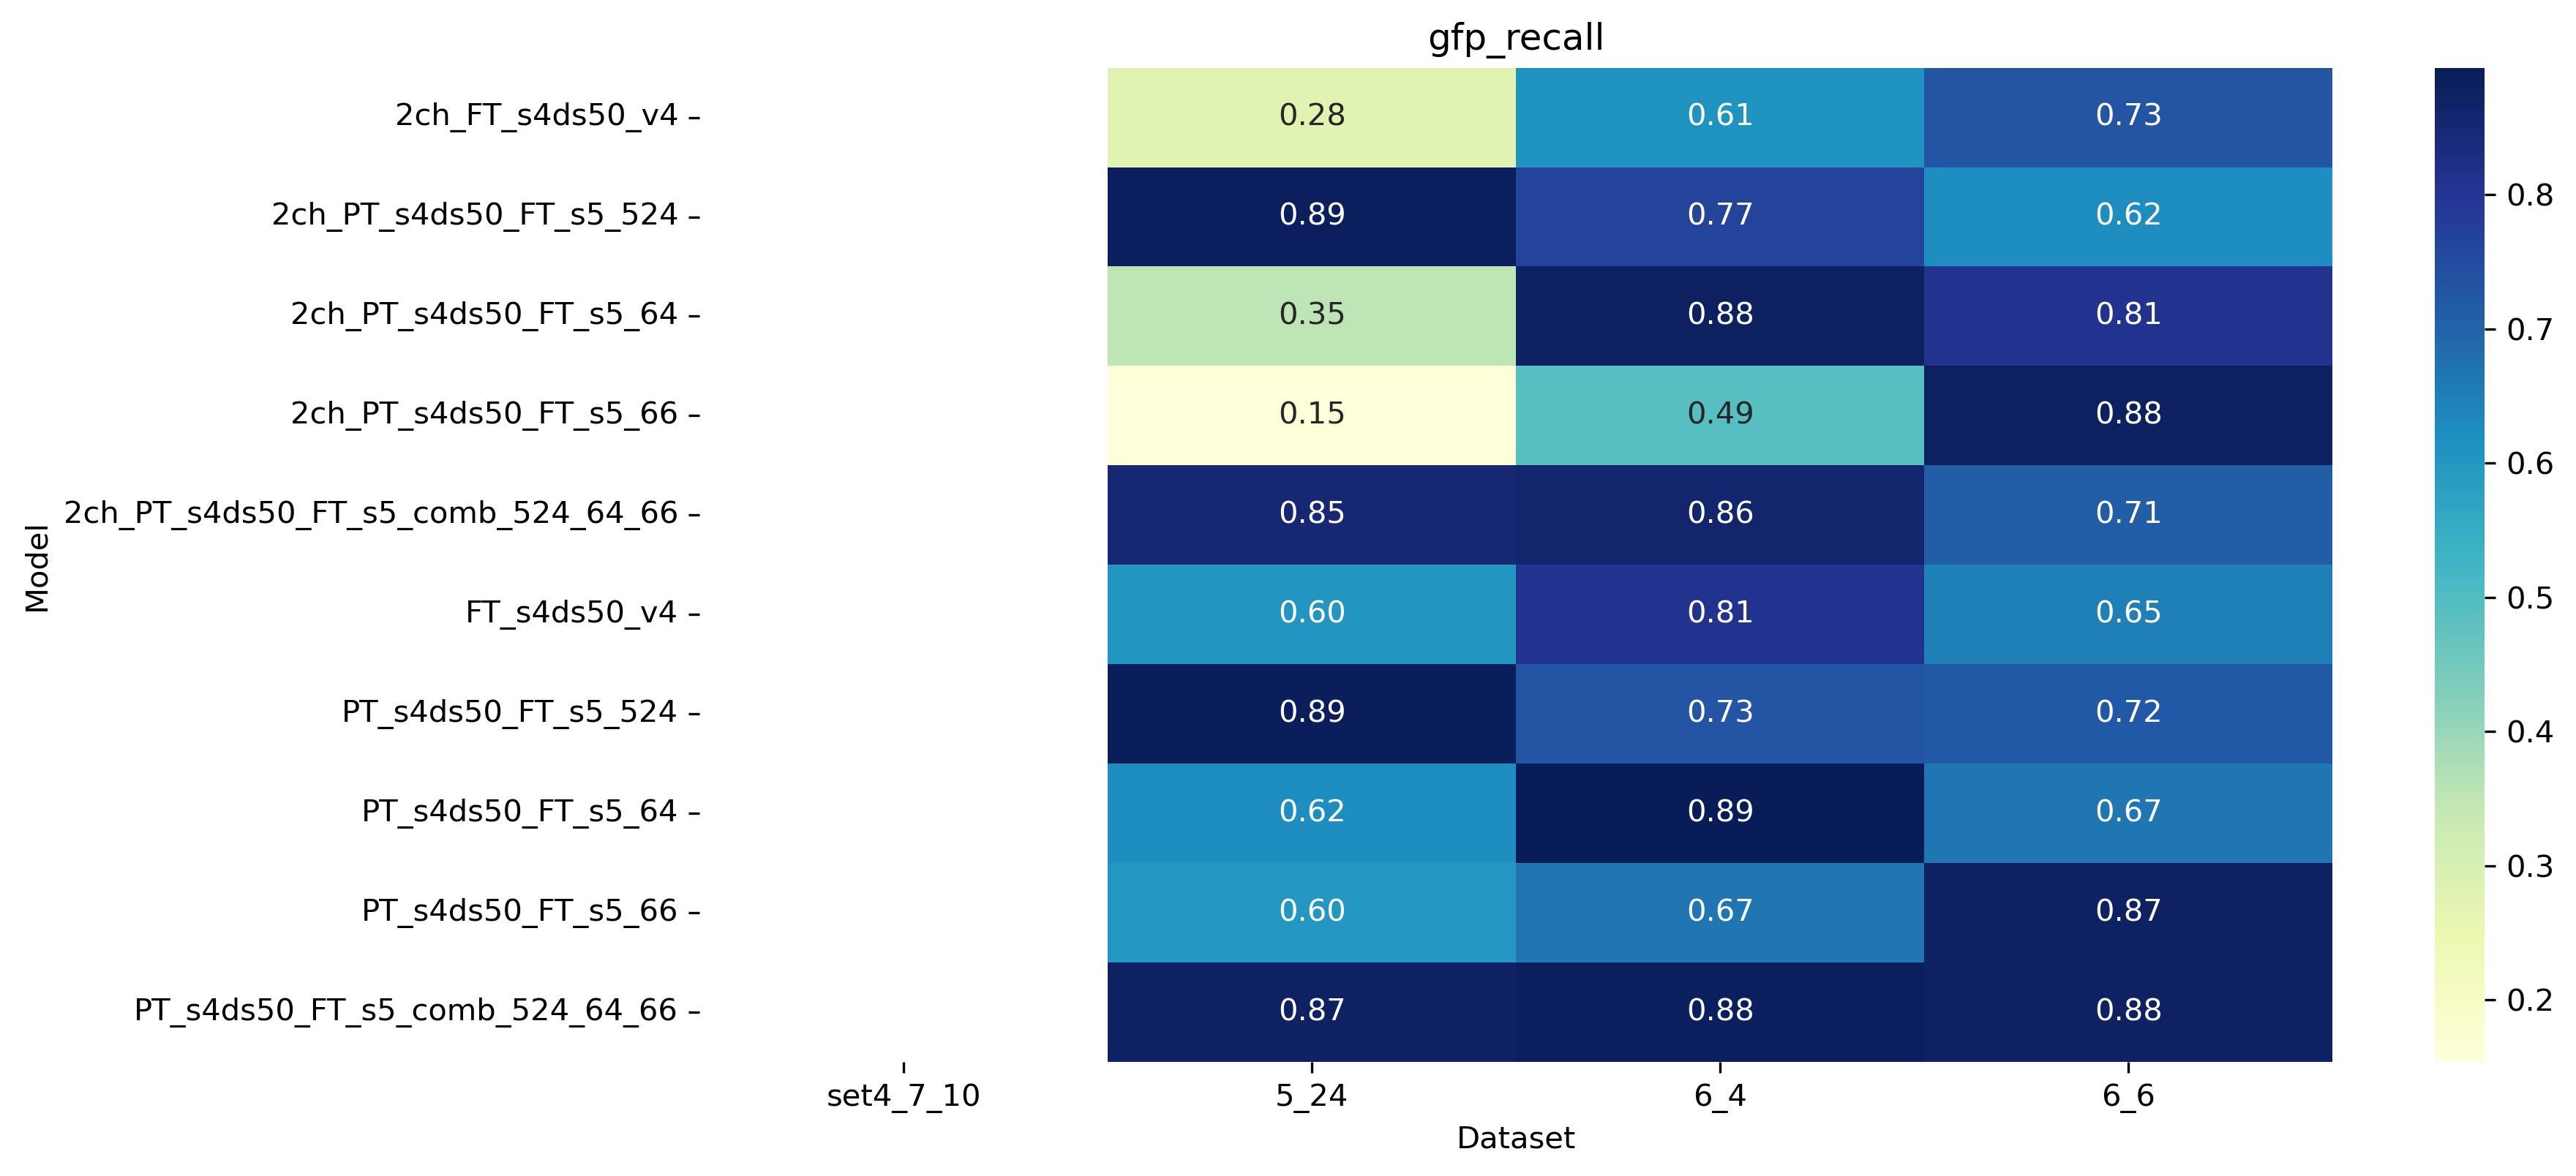 gfp_recall
2ch_FT_s4ds50_v4 0.28 0.61 0.73
2ch_PT_s4ds50_FT_s5_524 0.89 0.77 0.62
2ch_PT_s4ds50_FT_s5_64 0.35 0.88 0.81
2ch_PT_s4ds50_FT_s5_66 0.15 0.49 0.88
2ch_PT_s4ds50_FT_s5_comb_524_64_66 0.85 0.86 0.71
FT_s4ds50_v4 0.60 0.81 0.65
PT_s4ds50_FT_s5_524 0.89 0.73 0.72
PT_s4ds50_FT_s5_64 0.62 0.89 0.67
PT_s4ds50_FT_s5_66 0.60 0.67 0.87
PT_s4ds50_FT_s5_comb_524_64_66 0.87 0.88 0.88
Model
set4_7_10 5_24 6_4 6_6
Dataset
0.8
0.7
0.6
0.5
0.4
0.3
0.2